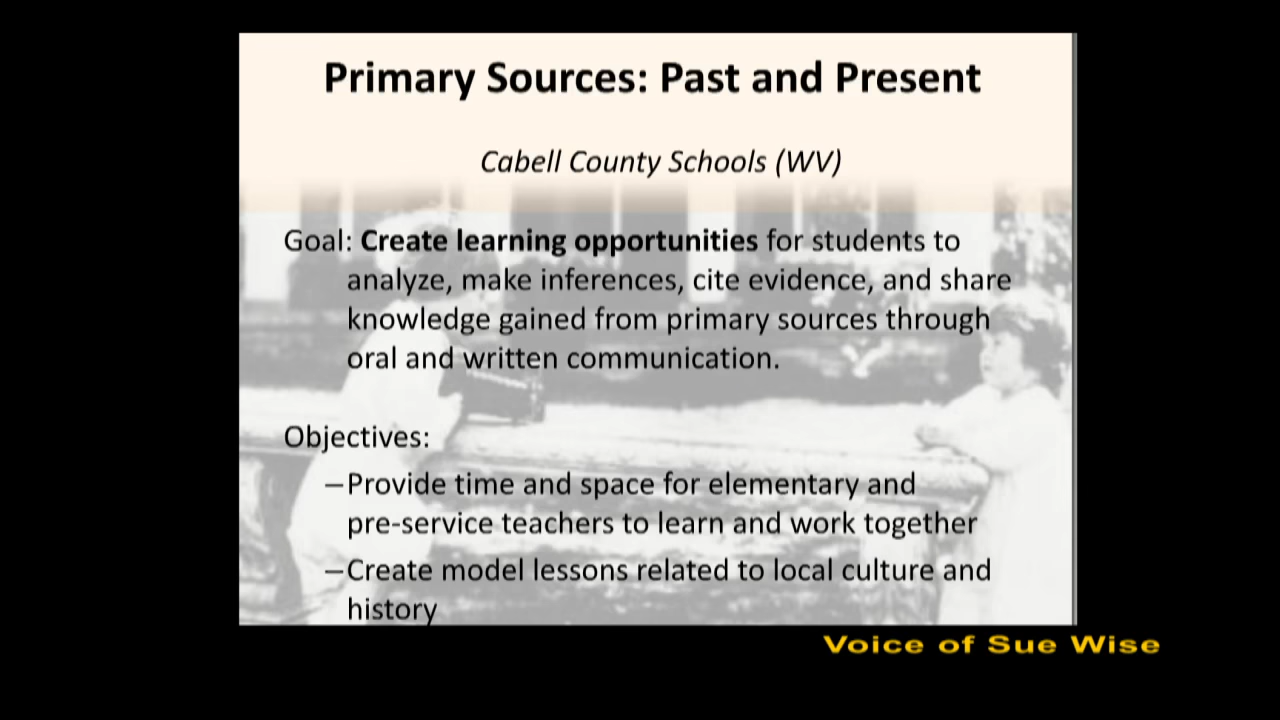 Primary Sources: Past and Present
Cabell County Schools (WV)
Goal: Create learning opportunities for students to
analyze, make inferences, cite evidence, and share
knowledge gained from primary sources through
oral and written communication.
Objectives:
–Provide time and space for elementary and
pre-service teachers to learn and work together
–Create model lessons related to local culture and
history
Voice of Sue Wise